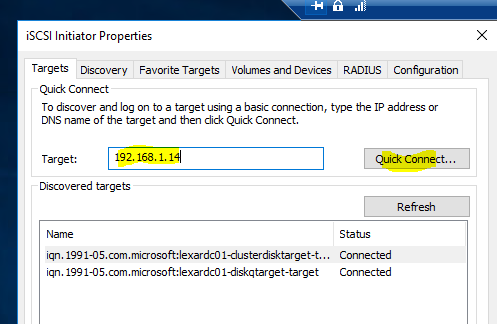 iSCSI Initiator Properties
Targets Discovery Favorite Targets Volumes and Devices RADIUS Configuration
Quick Connect
To discover and log on to a target using a basic connection, type the IP address or
DNS name of the target and then click Quick Connect.
Target: 192.168.1.14 Quick Connect...
Discovered targets
Refresh
Name Status
iqn.1991-05.com.microsoft:lexardc01-clusterdisktarget-t... Connected
iqn.1991-05.com.microsoft:lexardc01-diskqtarget-target Connected